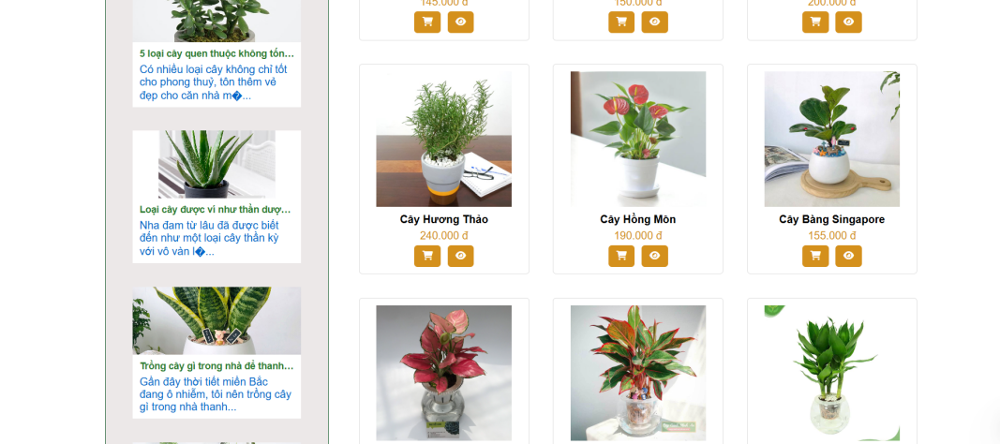 5 loại cây quen thuộc không tốn...
Có nhiều loại cây không chỉ tốt
cho phong thuỷ, tôn thêm vẻ
đẹp cho căn nhà m�...
Loại cây được ví như thần dượ...
Nha đam từ lâu đã được biết
đến như một loại cây thần kỳ
với vô vàn l�...
Trồng cây gì trong nhà để thanh...
Gần đây thời tiết miền Bắc
đang ô nhiễm, tôi nên trồng cây
gì trong nhà thanh...
145.000 đ
150.000 đ
200.000 đ
Cây Hương Thảo
240.000 đ
Cây Hồng Môn
190.000 đ
Cây Bàng Singapore
155.000 đ